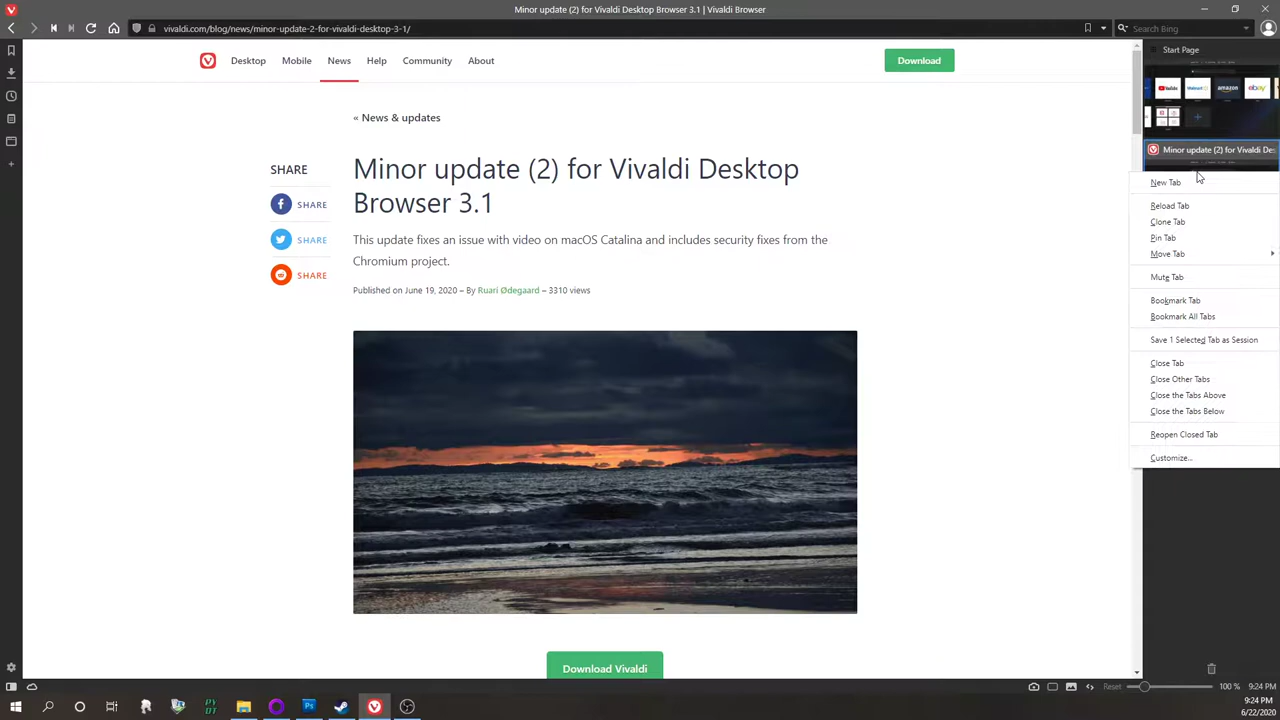 Minor update (2) for Vivaldi Desktop Browser 3.1 | Vivaldi Browser
vivaldi.com/blog/news/minor-update-2-for-vivaldi-desktop-3-1/
Search Bing
Desktop
Mobile
News
Help
Community
About
Download
Start Page
YouTube
Walmart
amazon
ebay
Minor update (2) for Vivaldi Des
« News & updates
SHARE
SHARE
SHARE
SHARE
Minor update (2) for Vivaldi Desktop
Browser 3.1
This update fixes an issue with video on macOS Catalina and includes security fixes from the
Chromium project.
Published on June 19, 2020 – By Ruari Ødegaard – 3310 views
Download Vivaldi
New Tab
Reload Tab
Clone Tab
Pin Tab
Move Tab
Mute Tab
Bookmark Tab
Bookmark All Tabs
Save 1 Selected Tab as Session
Close Tab
Close Other Tabs
Close the Tabs Above
Close the Tabs Below
Reopen Closed Tab
Customize...
Reset
100 %
9:24 PM
Ps
9:24 PM
6/22/2020